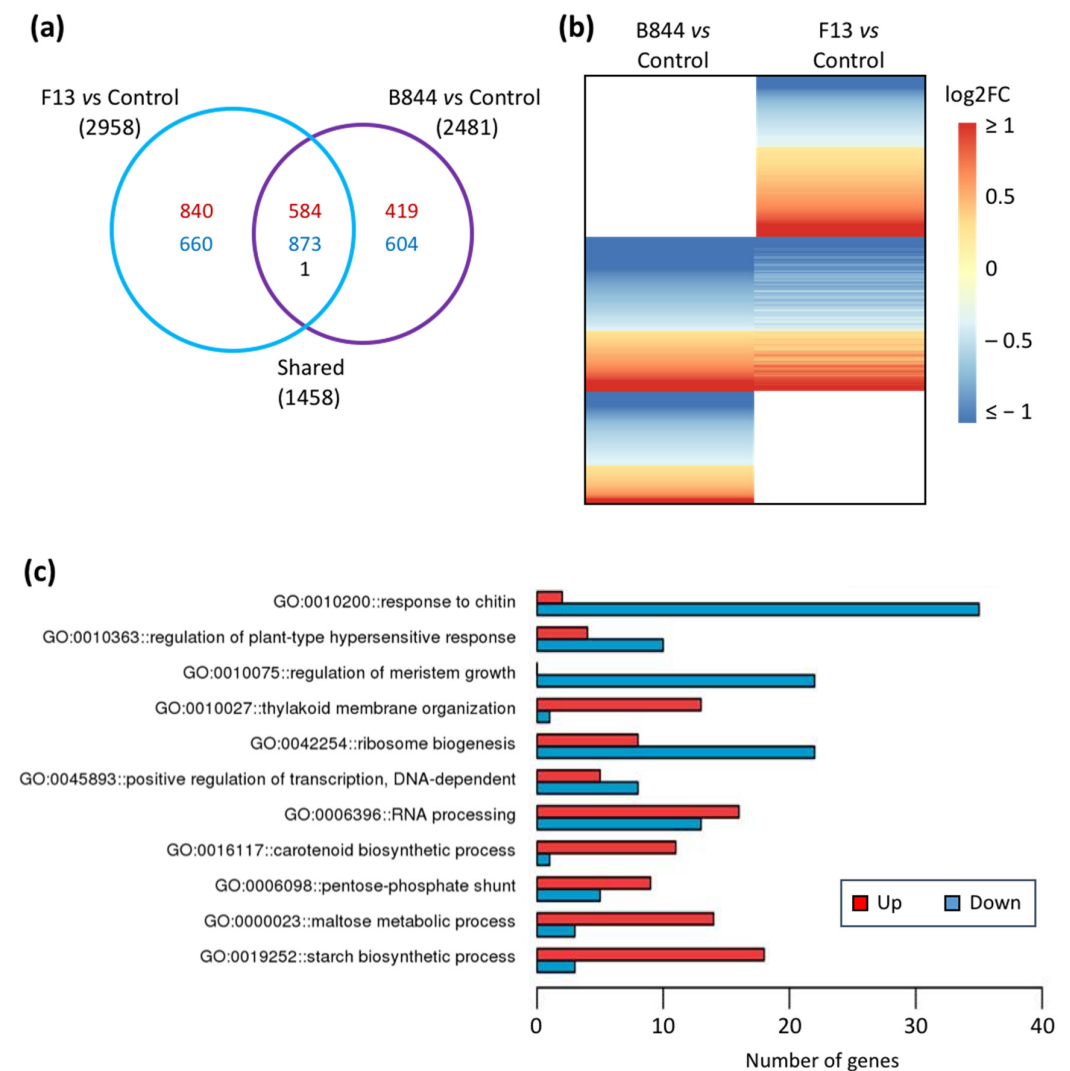 (a)
F13 vs Control
(2958)
B844 vs Control
(2481)
840
584
419
660
873
604
1
Shared
(1458)
(b)
B844 vs
Control
F13 vs
Control
log2FC
≥ 1
0.5
0
– 0.5
≤ – 1
(c)
GO:0010200::response to chitin
GO:0010363::regulation of plant-type hypersensitive response
GO:0010075::regulation of meristem growth
GO:0010027::thylakoid membrane organization
GO:0042254::ribosome biogenesis
GO:0045893::positive regulation of transcription, DNA-dependent
GO:0006396::RNA processing
GO:0016117::carotenoid biosynthetic process
GO:0006098::pentose-phosphate shunt
GO:0000023::maltose metabolic process
GO:0019252::starch biosynthetic process
Up Down
0 10 20 30 40
Number of genes